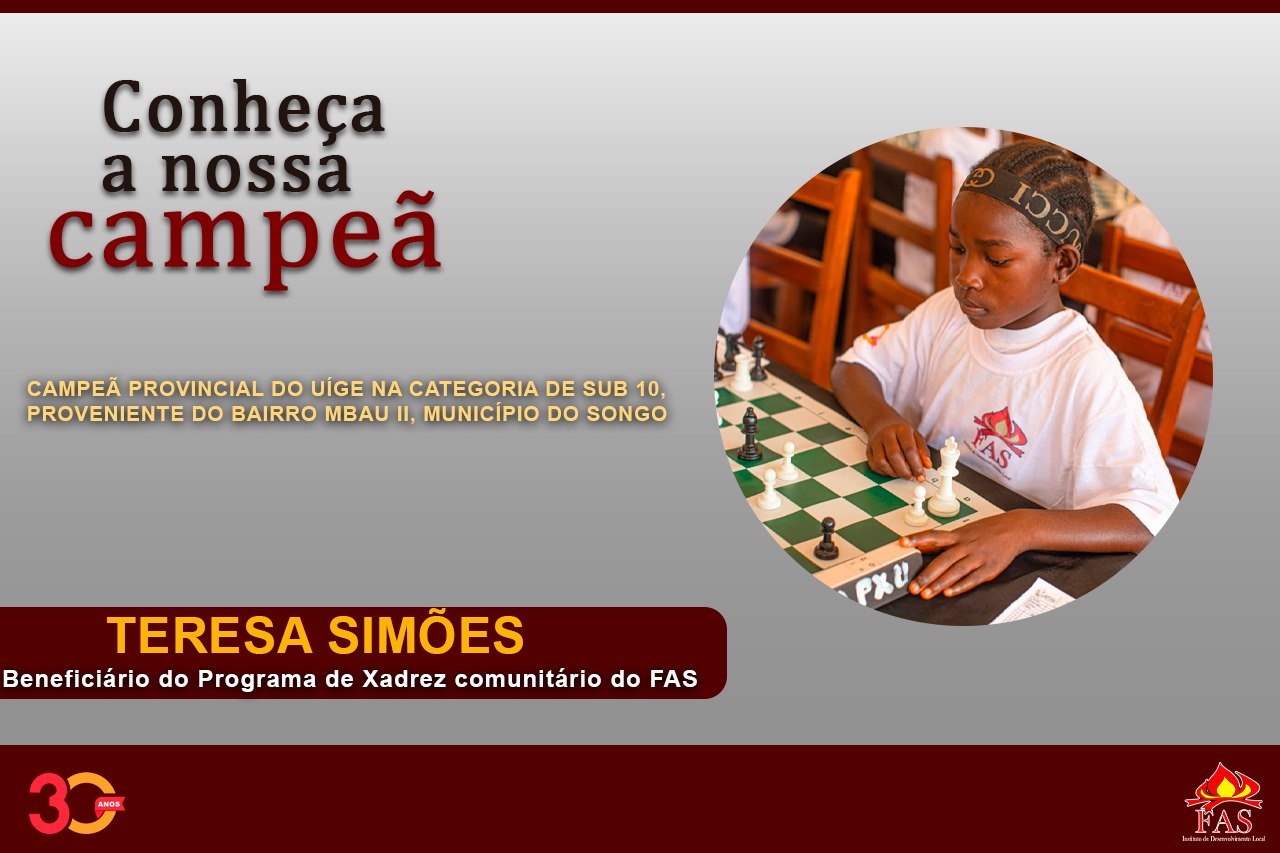 Conheça
a nossa
campeã
CAMPEÃ PROVINCIAL DO UÍGE NA CATEGORIA DE SUB 10,
PROVENIENTE DO BAIRRO MBAU II, MUNICÍPIO DO SONGO
UCCI
FAS
PXU
TERESA SIMÕES
Beneficiário do Programa de Xadrez comunitário do FAS
30
ANOS
FAS
Instituto de Desenvolvimento Local